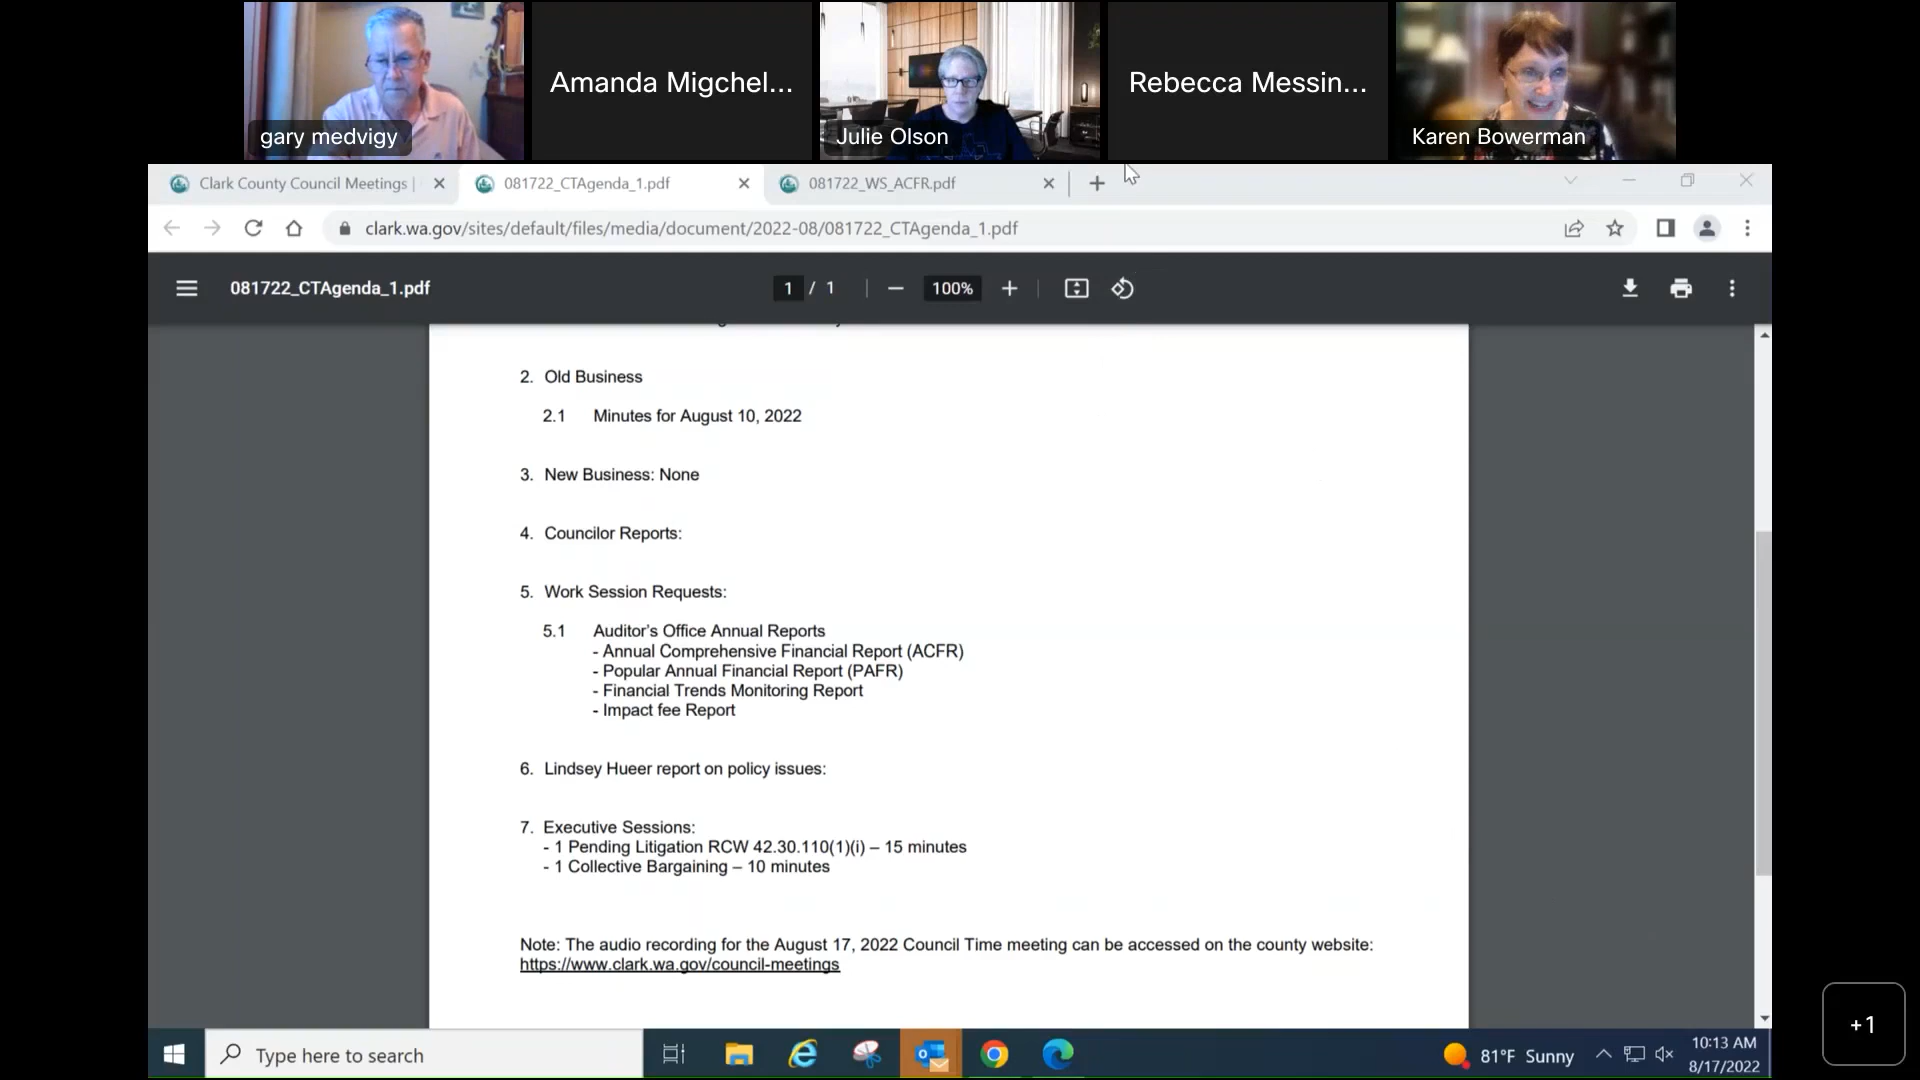 Amanda Migchel...
Rebecca Messin...
gary medvigy
Julie Olson
Karen Bowerman
Clark County Council Meetings |
081722_CTAgenda_1.pdf
081722_WS_ACFR.pdf
clark.wa.gov/sites/default/files/media/document/2022-08/081722_CTAgenda_1.pdf
081722_CTAgenda_1.pdf
1 / 1
100%
2. Old Business
2.1 Minutes for August 10, 2022
3. New Business: None
4. Councilor Reports:
5. Work Session Requests:
5.1 Auditor's Office Annual Reports
- Annual Comprehensive Financial Report (ACFR)
- Popular Annual Financial Report (PAFR)
- Financial Trends Monitoring Report
- Impact fee Report
6. Lindsey Hueer report on policy issues:
7. Executive Sessions:
- 1 Pending Litigation RCW 42.30.110(1)(i) – 15 minutes
- 1 Collective Bargaining – 10 minutes
Note: The audio recording for the August 17, 2022 Council Time meeting can be accessed on the county website:
https://www.clark.wa.gov/council-meetings
+1
Type here to search
81°F Sunny
10:13 AM
8/17/2022